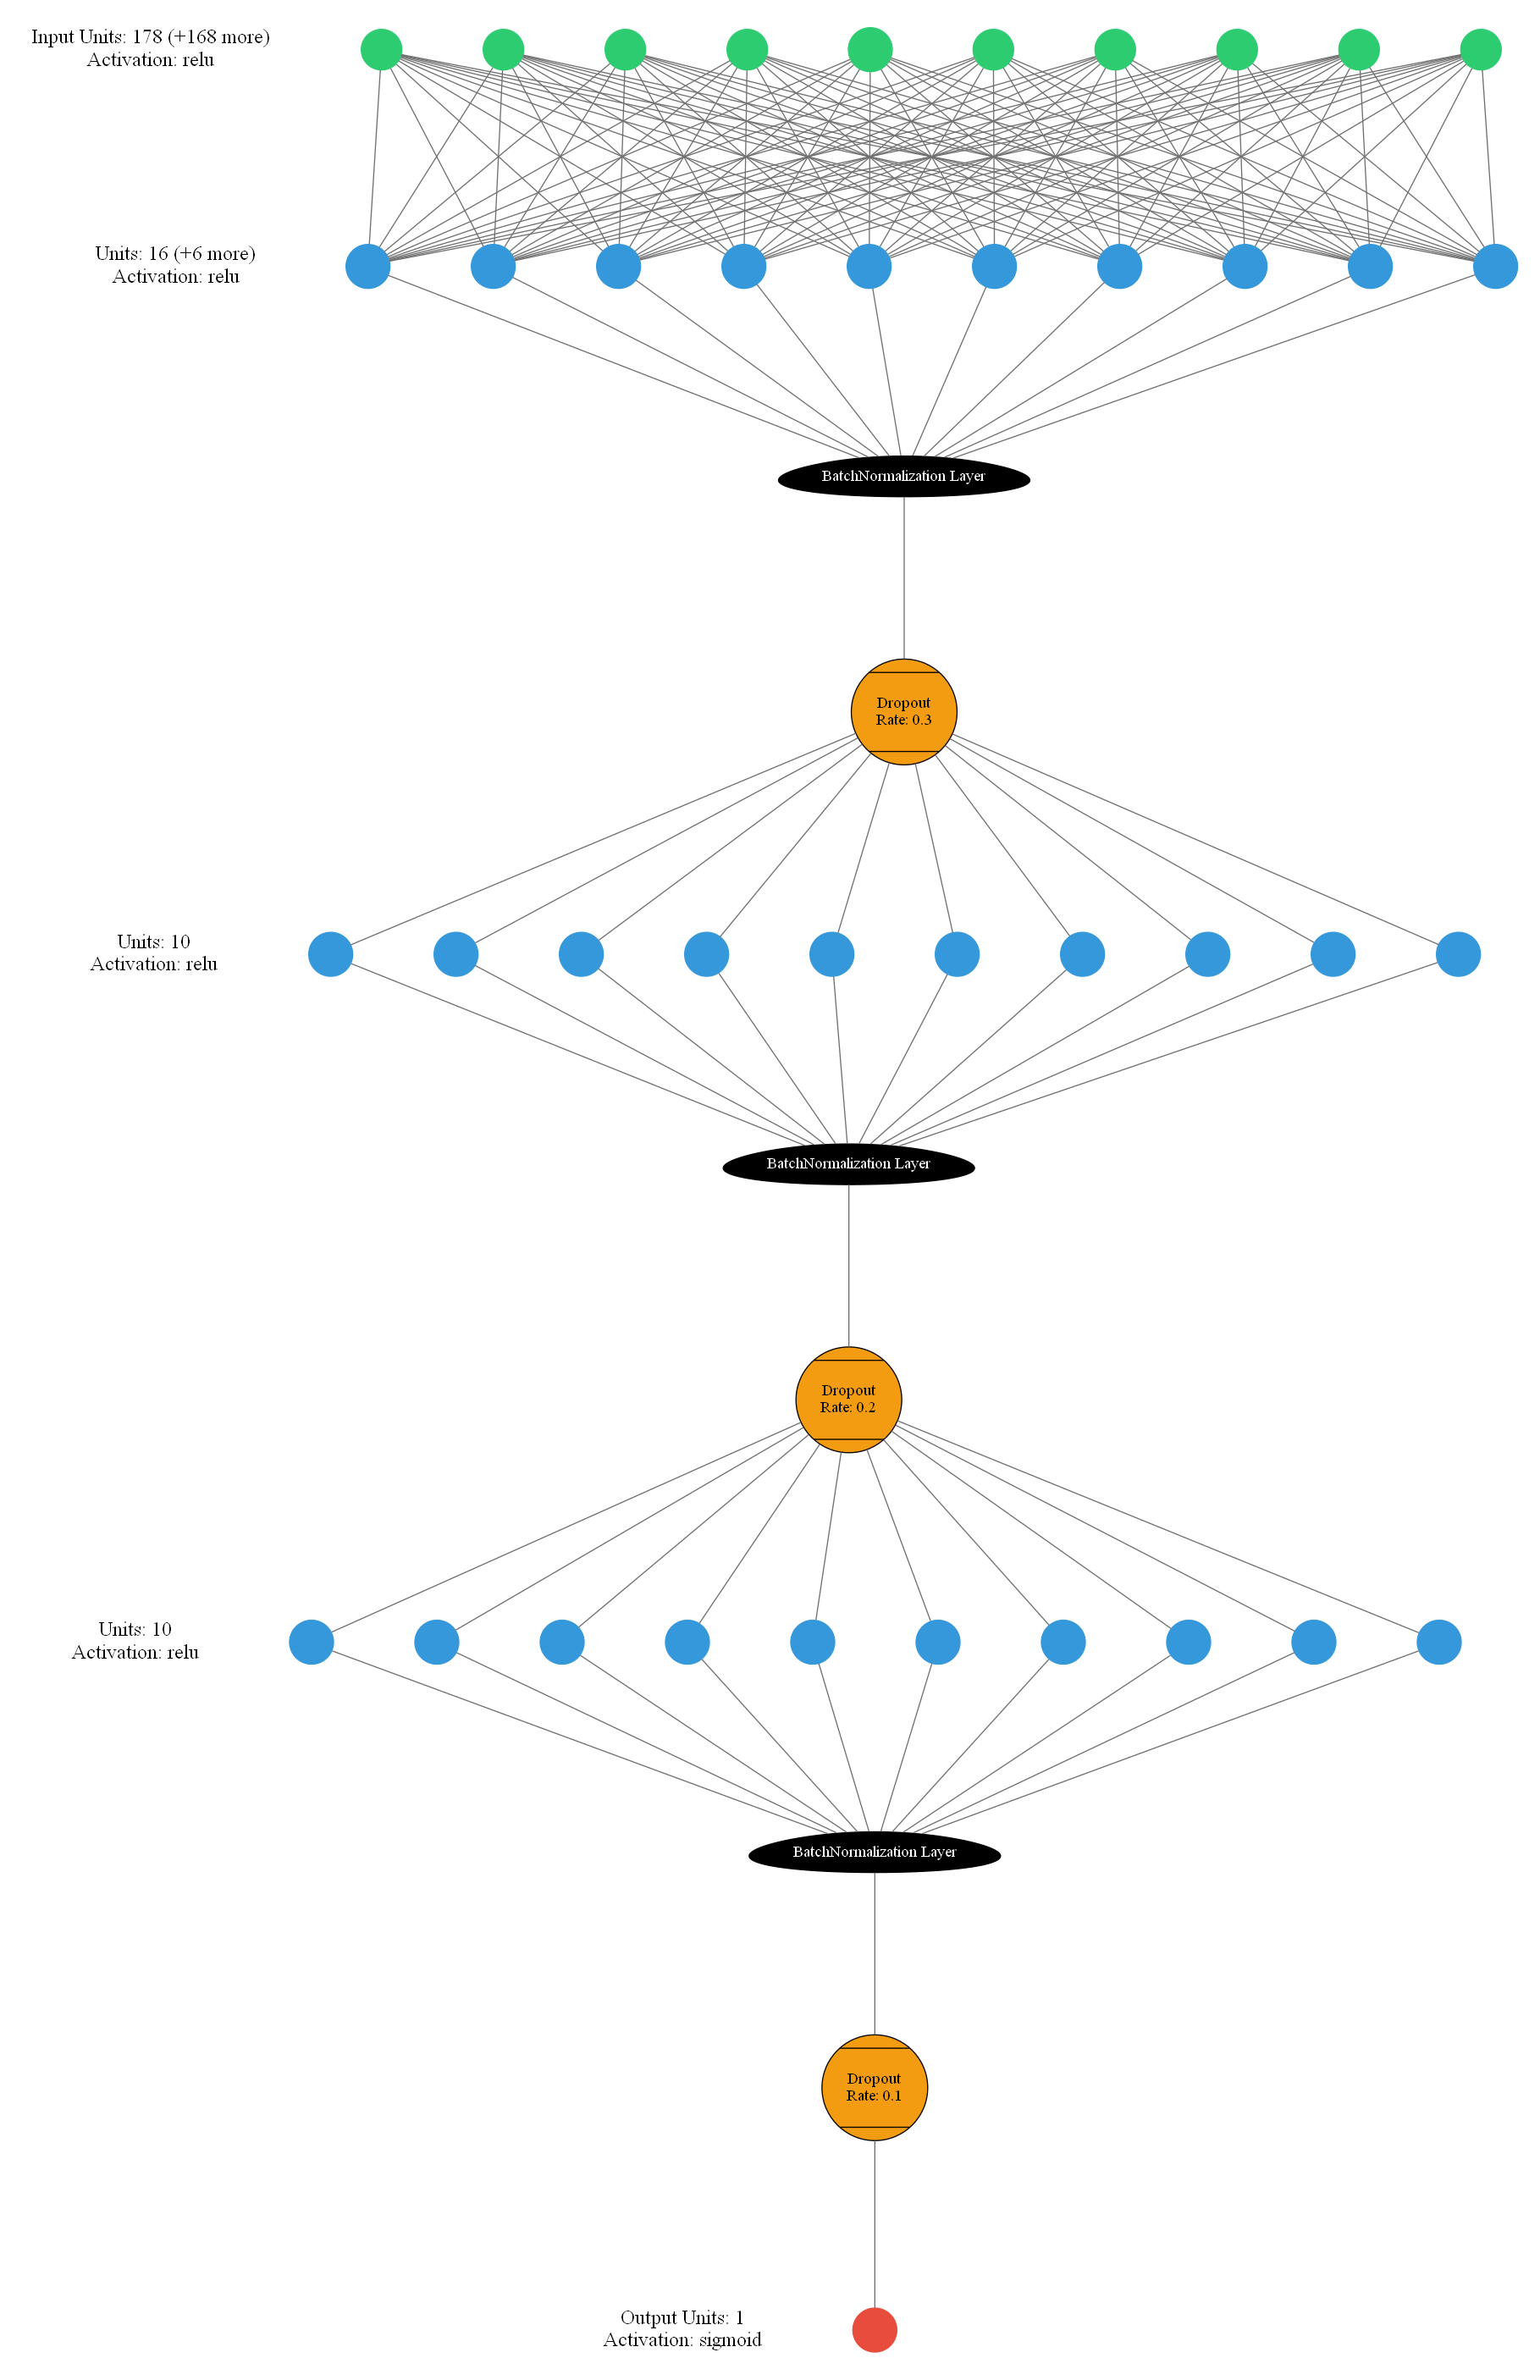 Input Units: 178 (+168 more)
Activation: relu
Units: 16 (+6 more)
Activation: relu
BatchNormalization Layer
Dropout
Rate: 0.3
Units: 10
Activation: relu
BatchNormalization Layer
Dropout
Rate: 0.2
Units: 10
Activation: relu
BatchNormalization Layer
Dropout
Rate: 0.1
Output Units: 1
Activation: sigmoid